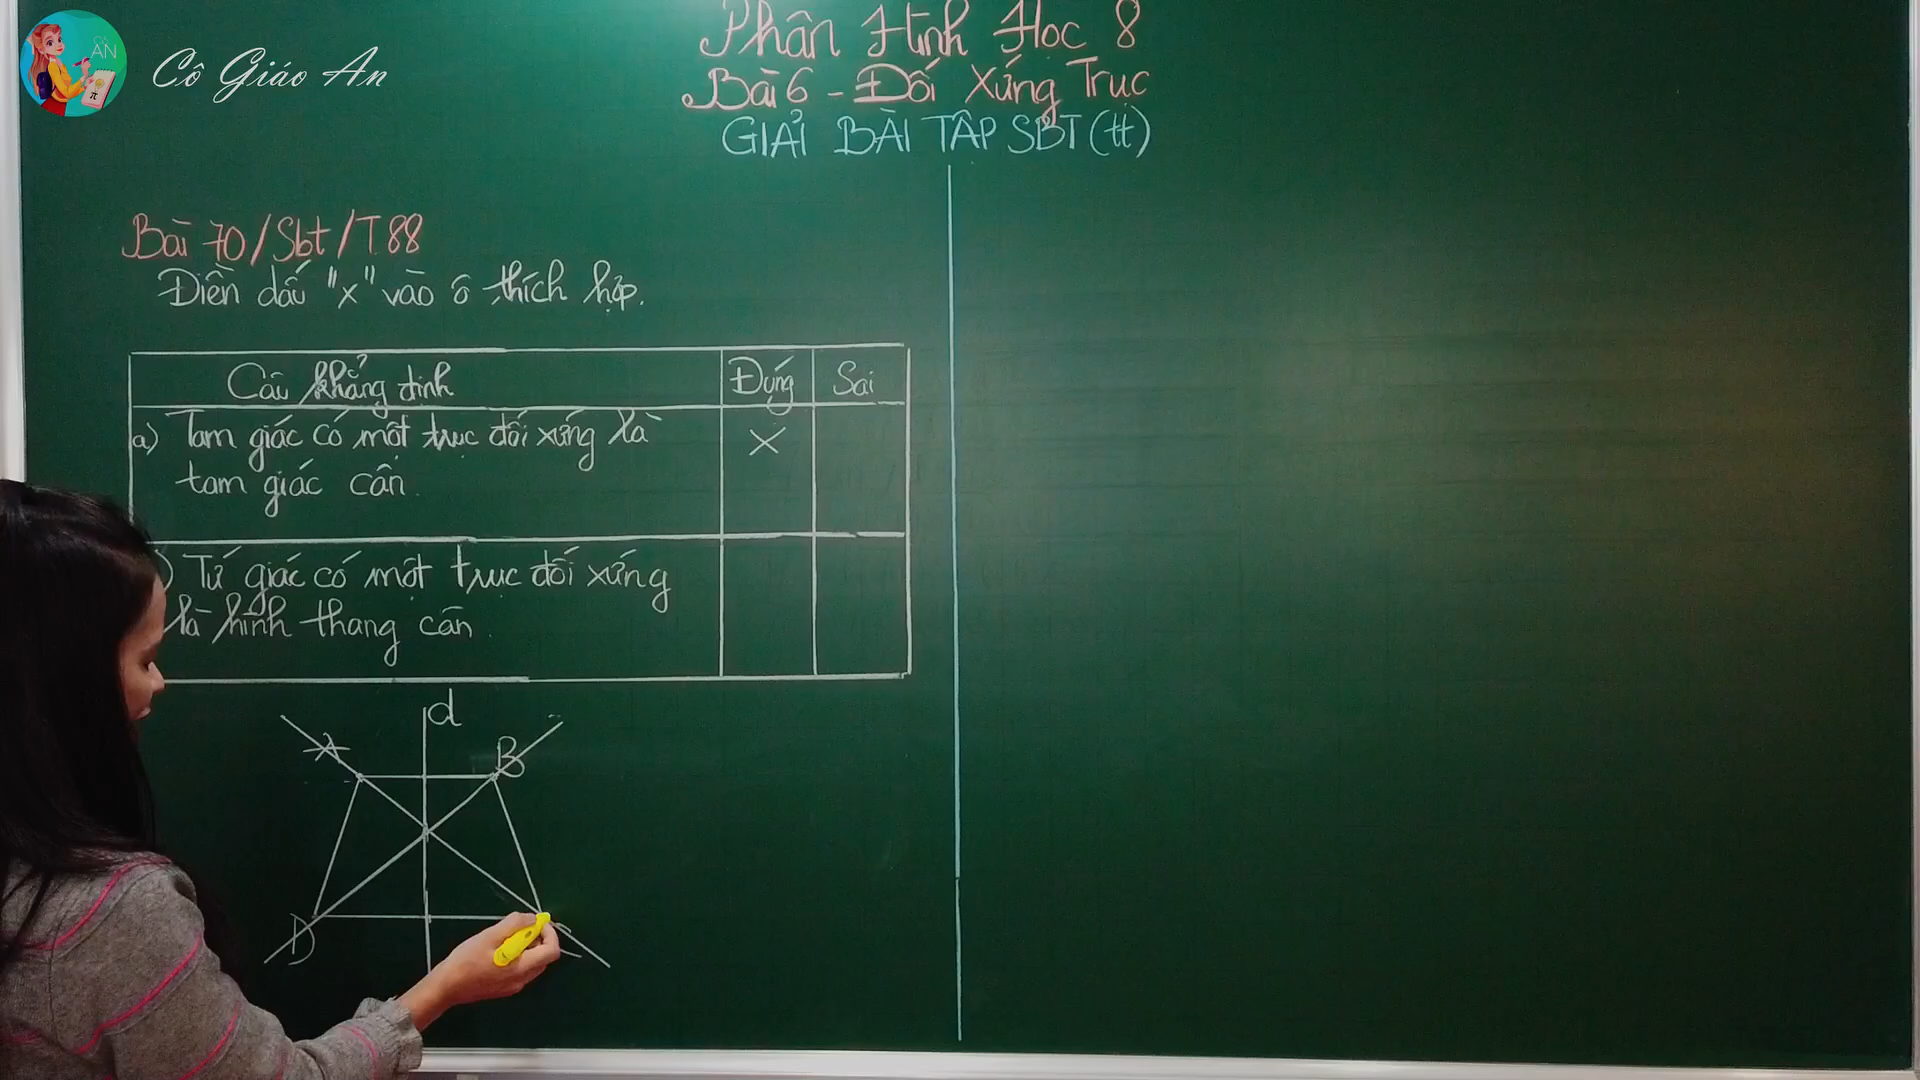 AN
Cô Giáo An
Phần Hình Học 8
Bài 6 - Đối Xứng Trục
GIẢI BÀI TẬP SBT (tt)
Bài 70/Sbt/T88
Điền dấu "x" vào ô thích hợp.
Câu khẳng định Đúng Sai
a) Tam giác có một trục đối xứng là X
tam giác cân.
) Tứ giác có một trục đối xứng
là hình thang cân.
d
A B
D